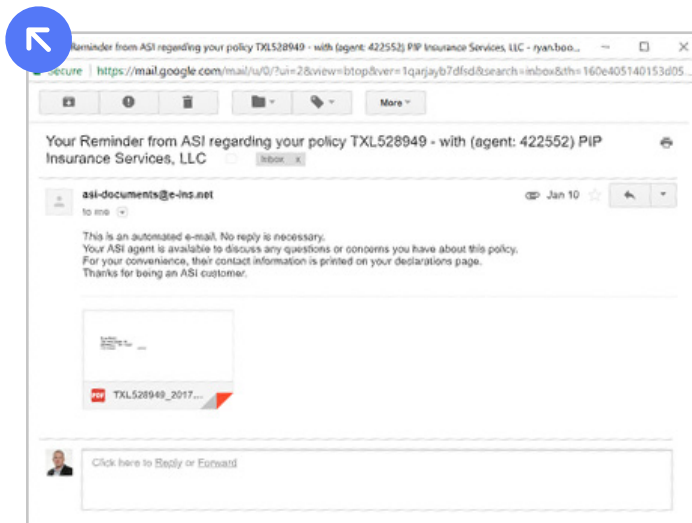 Reminder from ASI regarding your policy TXL528949 - with (agent: 422552) PIP Insurance Services, LLC - ryan.boo...
Secure https://mail.google.com/mail/u/0/?ui=2&view=btop&ver=1qarjayb7dfsd&search=inbox&th=160e405140153d05...
More
Your Reminder from ASI regarding your policy TXL528949 - with (agent: 422552) PIP
Insurance Services, LLC Inbox x
asi-documents@e-ins.net Jan 10
to me
This is an automated e-mail. No reply is necessary.
Your ASI agent is available to discuss any questions or concerns you have about this policy.
For your convenience, their contact information is printed on your declarations page.
Thanks for being an ASI customer.
PDF TXL528949_2017...
Click here to Reply or Forward